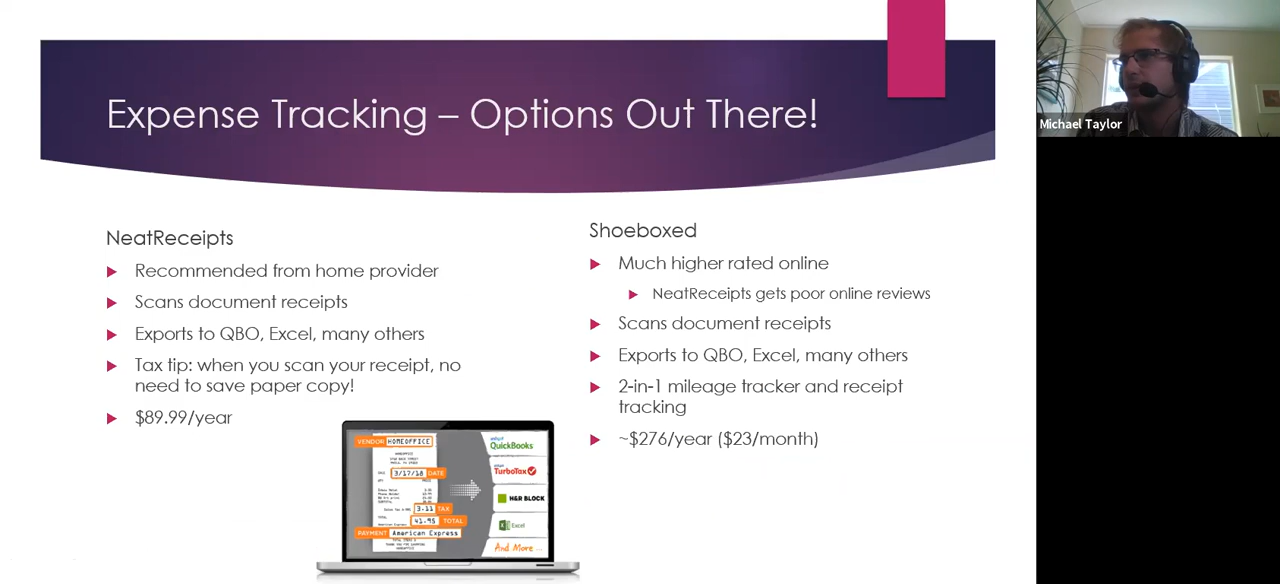 Expense Tracking – Options Out There!
Michael Taylor
NeatReceipts
Recommended from home provider
Scans document receipts
Exports to QBO, Excel, many others
Tax tip: when you scan your receipt, no
need to save paper copy!
$89.99/year
Shoeboxed
Much higher rated online
NeatReceipts gets poor online reviews
Scans document receipts
Exports to QBO, Excel, many others
2-in-1 mileage tracker and receipt
tracking
~$276/year ($23/month)
VENDOR HOMEOFFICE
3/17/18 DATE
3.11 TAX
41.95 TOTAL
PAYMENT American Express
QuickBooks
TurboTax
H&R BLOCK
Excel
And More...